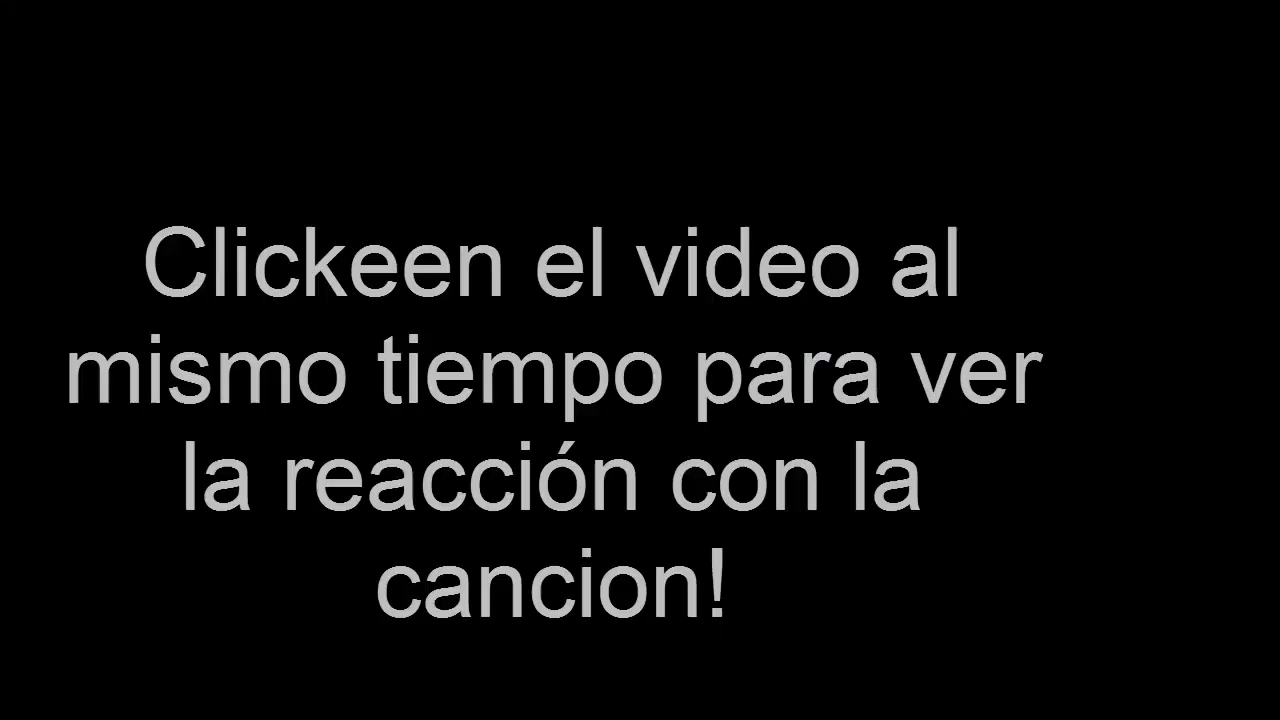 Clickeen el video al
mismo tiempo para ver
la reacción con la
cancion!